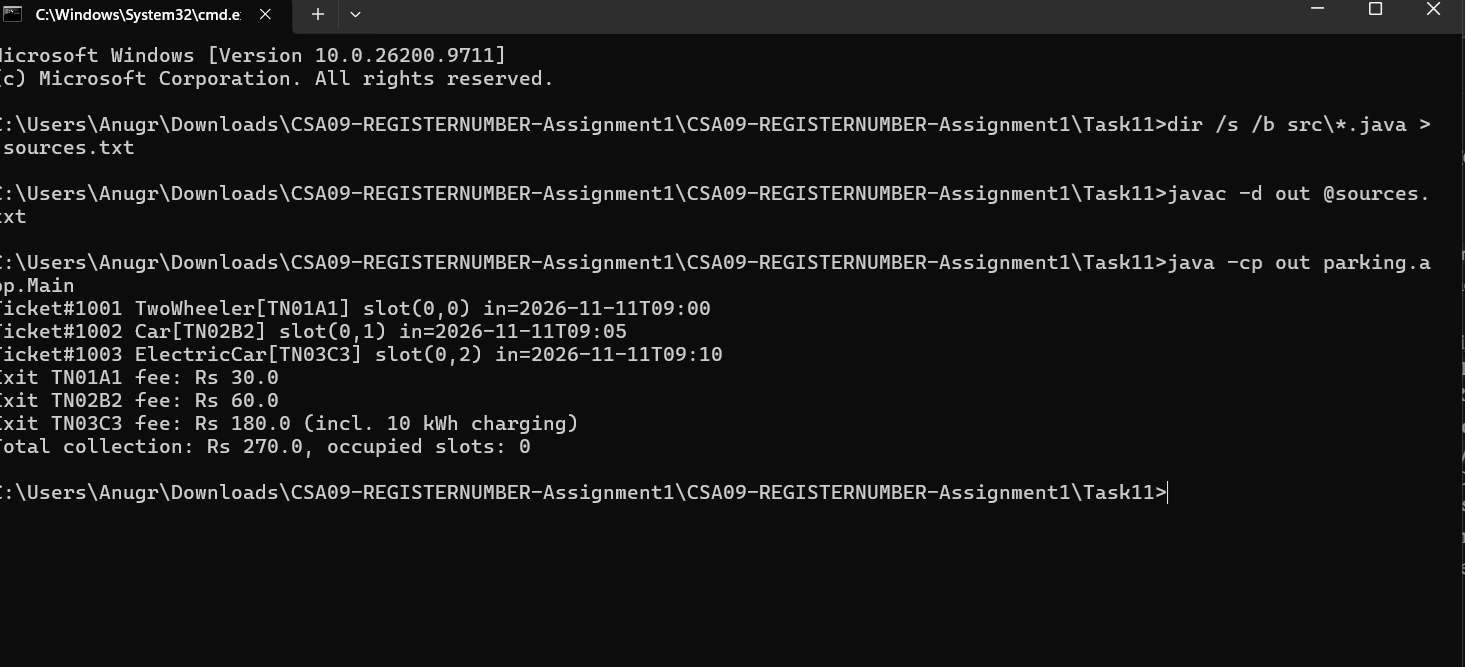 C:\Windows\System32\cmd.e
icrosoft Windows [Version 10.0.26200.9711]
(c) Microsoft Corporation. All rights reserved.
:\Users\Anugr\Downloads\CSA09-REGISTERNUMBER-Assignment1\CSA09-REGISTERNUMBER-Assignment1\Task11>dir /s /b src\*.java >
sources.txt
:\Users\Anugr\Downloads\CSA09-REGISTERNUMBER-Assignment1\CSA09-REGISTERNUMBER-Assignment1\Task11>javac -d out @sources.
txt
:\Users\Anugr\Downloads\CSA09-REGISTERNUMBER-Assignment1\CSA09-REGISTERNUMBER-Assignment1\Task11>java -cp out parking.a
pp.Main
Ticket#1001 TwoWheeler[TN01A1] slot(0,0) in=2026-11-11T09:00
Ticket#1002 Car[TN02B2] slot(0,1) in=2026-11-11T09:05
Ticket#1003 ElectricCar[TN03C3] slot(0,2) in=2026-11-11T09:10
Exit TN01A1 fee: Rs 30.0
Exit TN02B2 fee: Rs 60.0
Exit TN03C3 fee: Rs 180.0 (incl. 10 kWh charging)
Total collection: Rs 270.0, occupied slots: 0
:\Users\Anugr\Downloads\CSA09-REGISTERNUMBER-Assignment1\CSA09-REGISTERNUMBER-Assignment1\Task11>